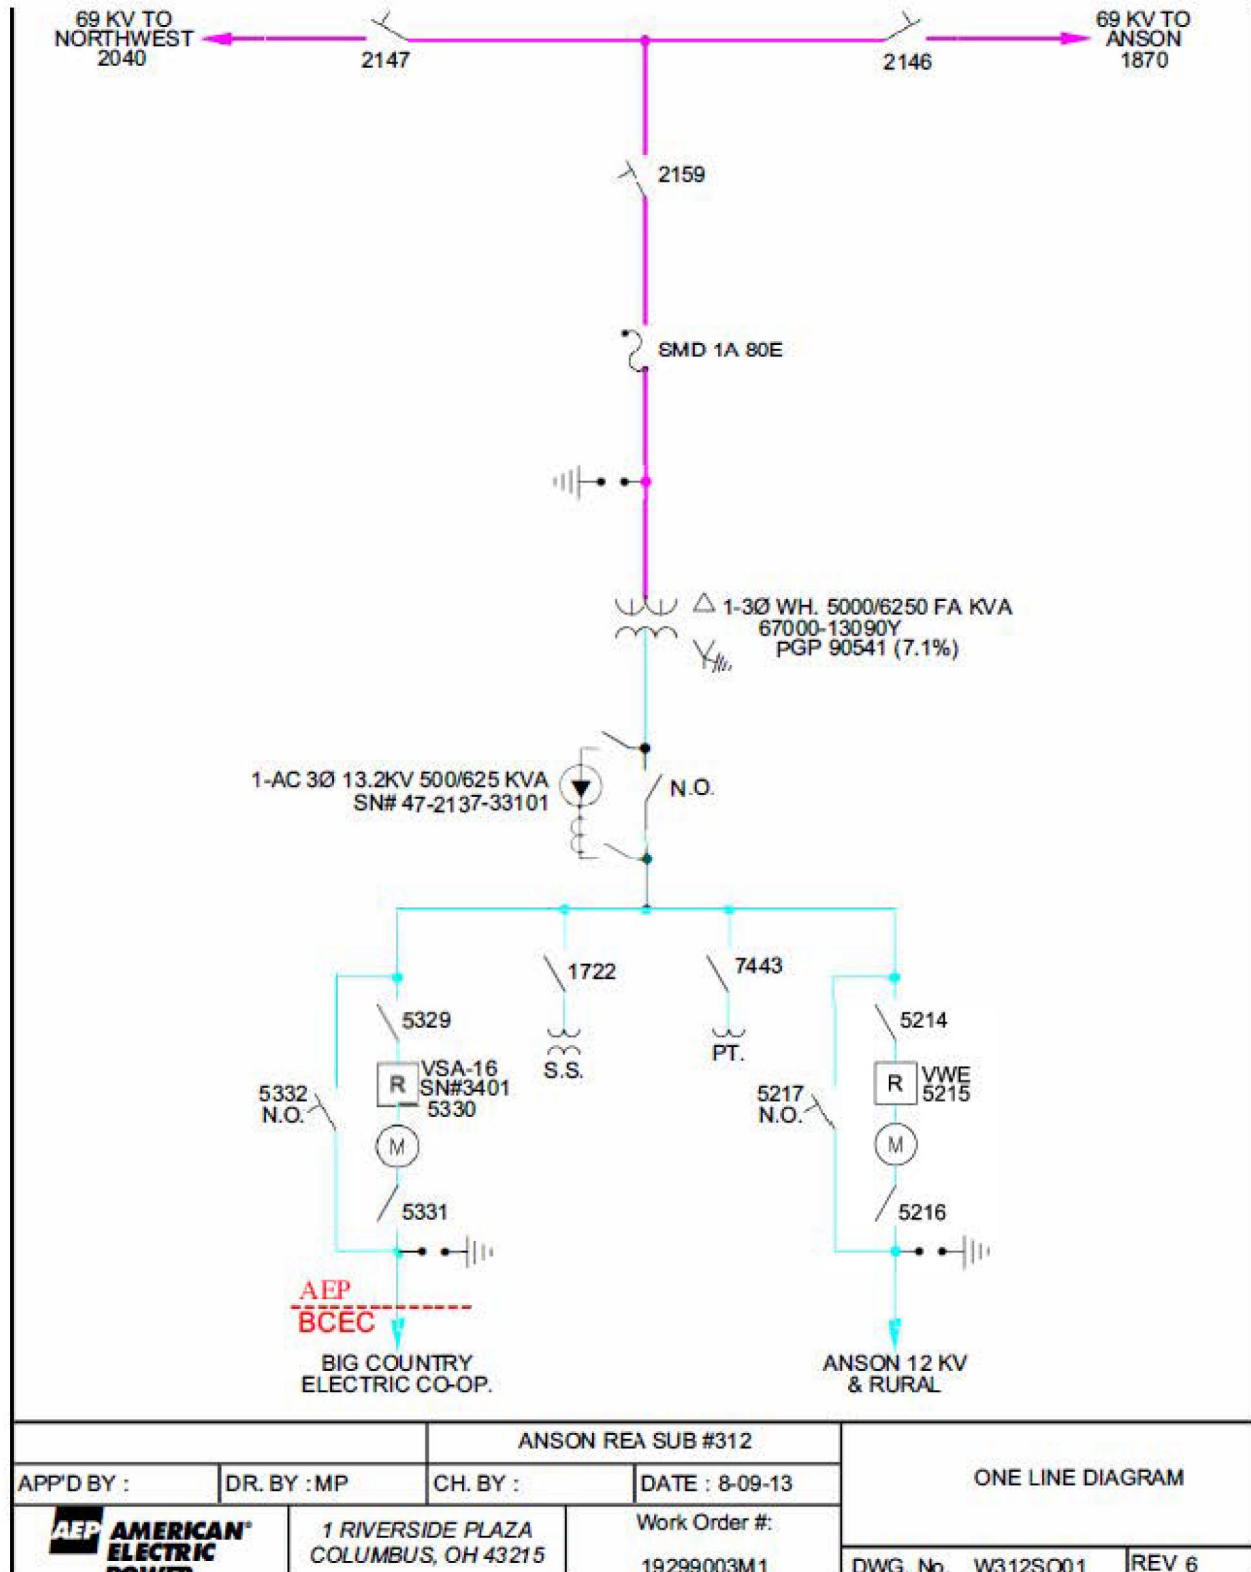 69 KV TO
NORTHWEST
2040
2147
2146
69 KV TO
ANSON
1870
2159
SMD 1A 80E
1-3Ø WH. 5000/6250 FA KVA
67000-13090Y
PGP 90541 (7.1%)
1-AC 3Ø 13.2KV 500/625 KVA
SN# 47-2137-33101
N.O.
1722
S.S.
7443
PT.
5329
R
VSA-16
SN#3401
5330
5332
N.O.
M
5331
5214
R
VWE
5215
5217
N.O.
M
5216
AEP
BCEC
BIG COUNTRY
ELECTRIC CO-OP.
ANSON 12 KV
& RURAL
ANSON REA SUB #312
APP'D BY :
DR. BY : MP
CH. BY :
DATE : 8-09-13
ONE LINE DIAGRAM
AEP AMERICAN
ELECTRIC
POWER
1 RIVERSIDE PLAZA
COLUMBUS, OH 43215
Work Order #:
19299003M1
DWG. No. W312SO01
REV 6